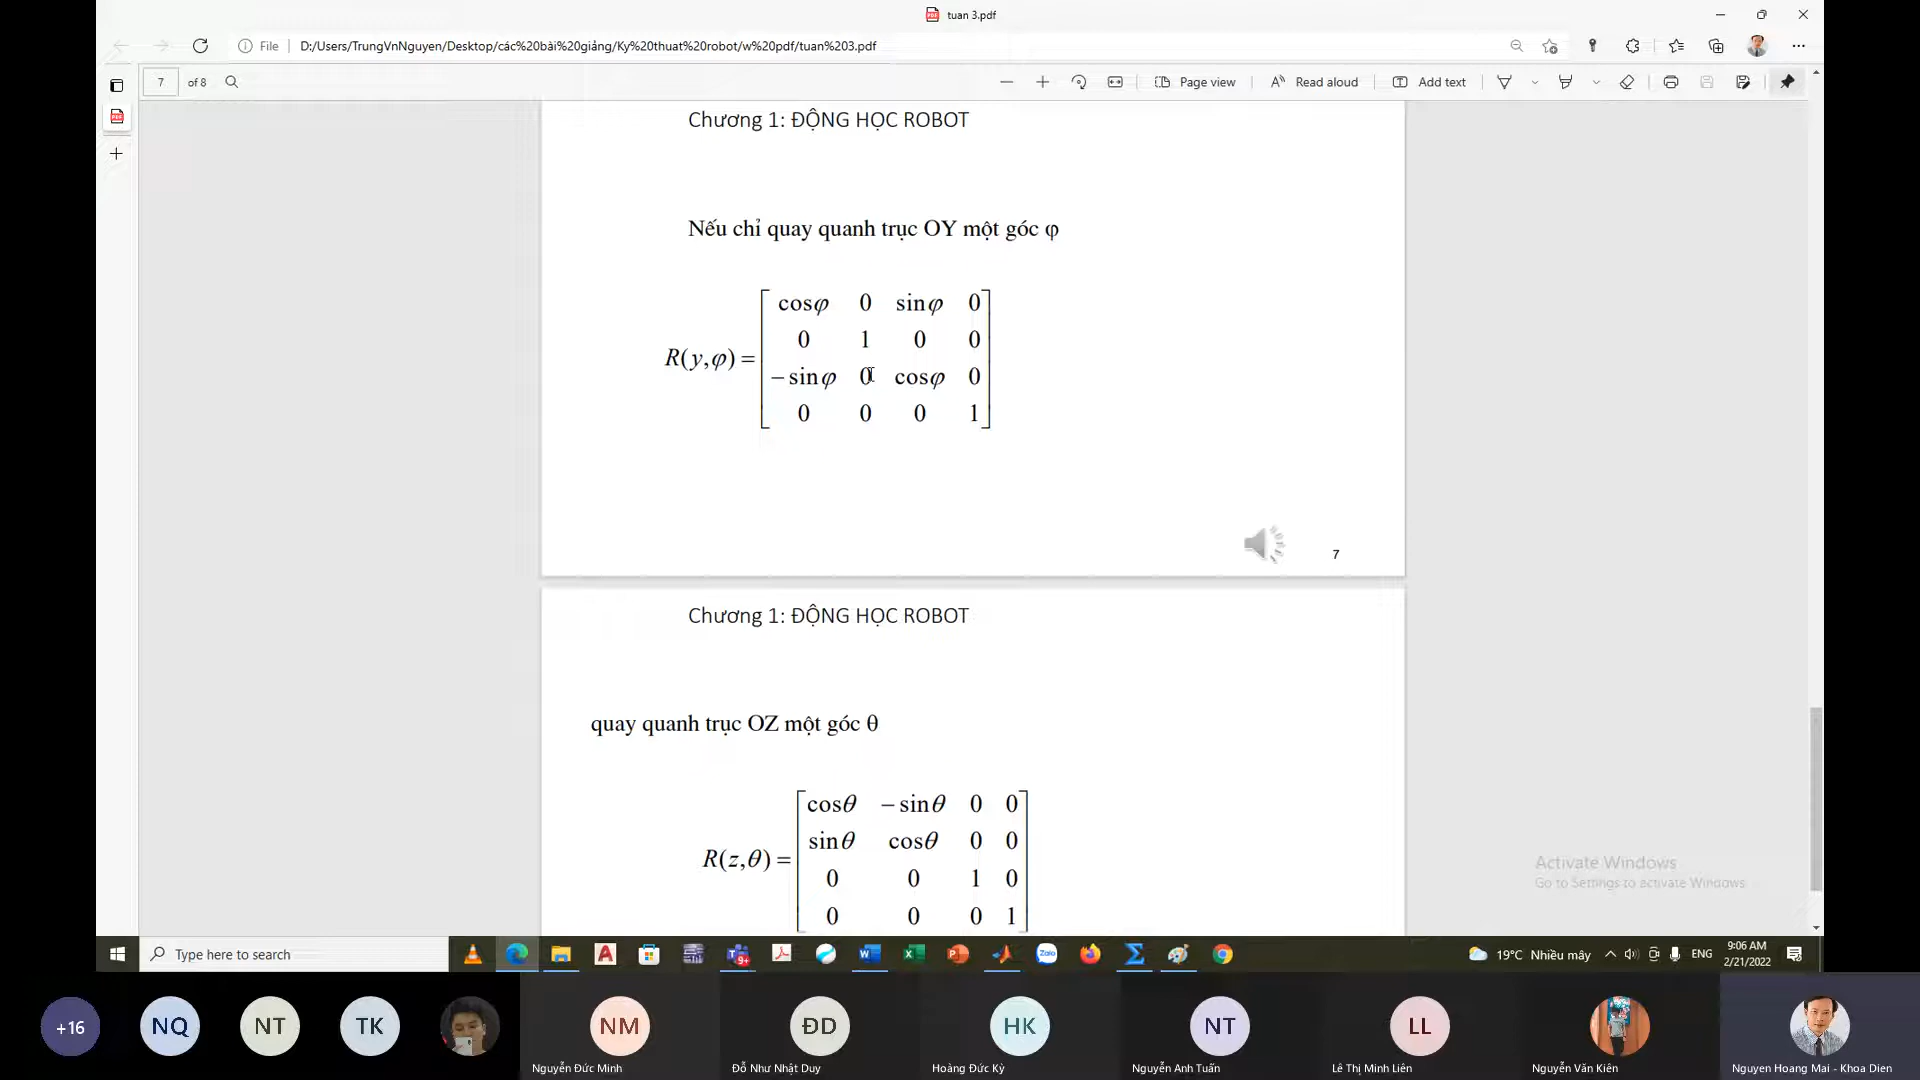 tuan 3.pdf
File
D:/Users/TrungVnNguyen/Desktop/các%20bài%20giảng/Ky%20thuat%20robot/w%20pdf/tuan%203.pdf
7 of 8
Page view
Read aloud
Add text
Chương 1: ĐỘNG HỌC ROBOT
Nếu chỉ quay quanh trục OY một góc φ
R(y,φ) =
cosφ 0 sinφ 0
0 1 0 0
− sinφ 0 cosφ 0
0 0 0 1
7
Chương 1: ĐỘNG HỌC ROBOT
quay quanh trục OZ một góc θ
R(z,θ) =
cosθ − sinθ 0 0
sinθ cosθ 0 0
0 0 1 0
0 0 0 1
Activate Windows
Go to Settings to activate Windows.
Type here to search
19°C Nhiều mây
ENG
9:06 AM
2/21/2022
+16
NQ
NT
TK
NM
ĐD
HK
NT
LL
Nguyễn Đức Minh
Đỗ Như Nhật Duy
Hoàng Đức Kỳ
Nguyễn Anh Tuấn
Lê Thị Minh Liên
Nguyễn Văn Kiên
Nguyen Hoang Mai - Khoa Dien